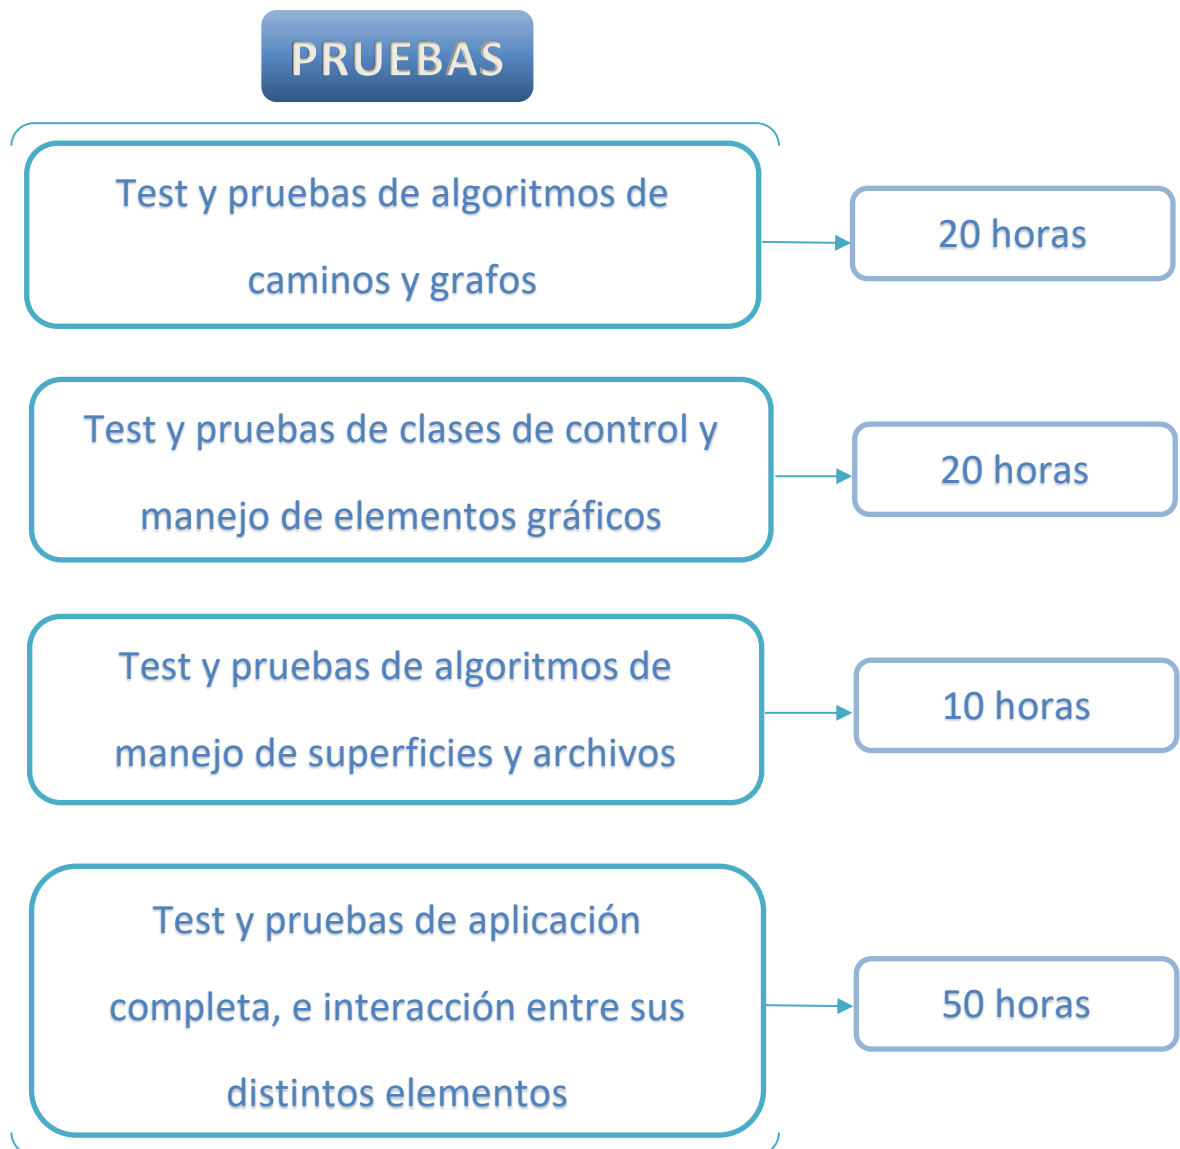 PRUEBAS
Test y pruebas de algoritmos de
caminos y grafos
20 horas
Test y pruebas de clases de control y
manejo de elementos gráficos
20 horas
Test y pruebas de algoritmos de
manejo de superficies y archivos
10 horas
Test y pruebas de aplicación
completa, e interacción entre sus
distintos elementos
50 horas